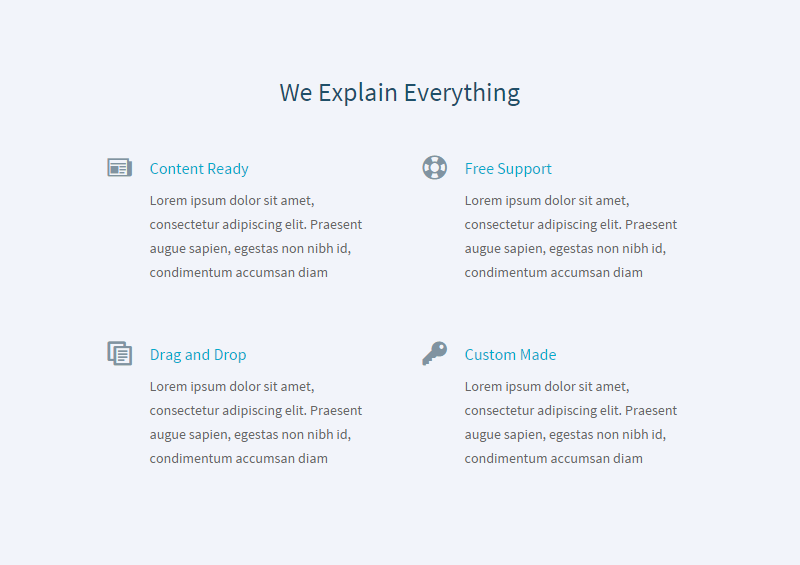 We Explain Everything
Content Ready
Lorem ipsum dolor sit amet,
consectetur adipiscing elit. Praesent
augue sapien, egestas non nibh id,
condimentum accumsan diam
Free Support
Lorem ipsum dolor sit amet,
consectetur adipiscing elit. Praesent
augue sapien, egestas non nibh id,
condimentum accumsan diam
Drag and Drop
Lorem ipsum dolor sit amet,
consectetur adipiscing elit. Praesent
augue sapien, egestas non nibh id,
condimentum accumsan diam
Custom Made
Lorem ipsum dolor sit amet,
consectetur adipiscing elit. Praesent
augue sapien, egestas non nibh id,
condimentum accumsan diam